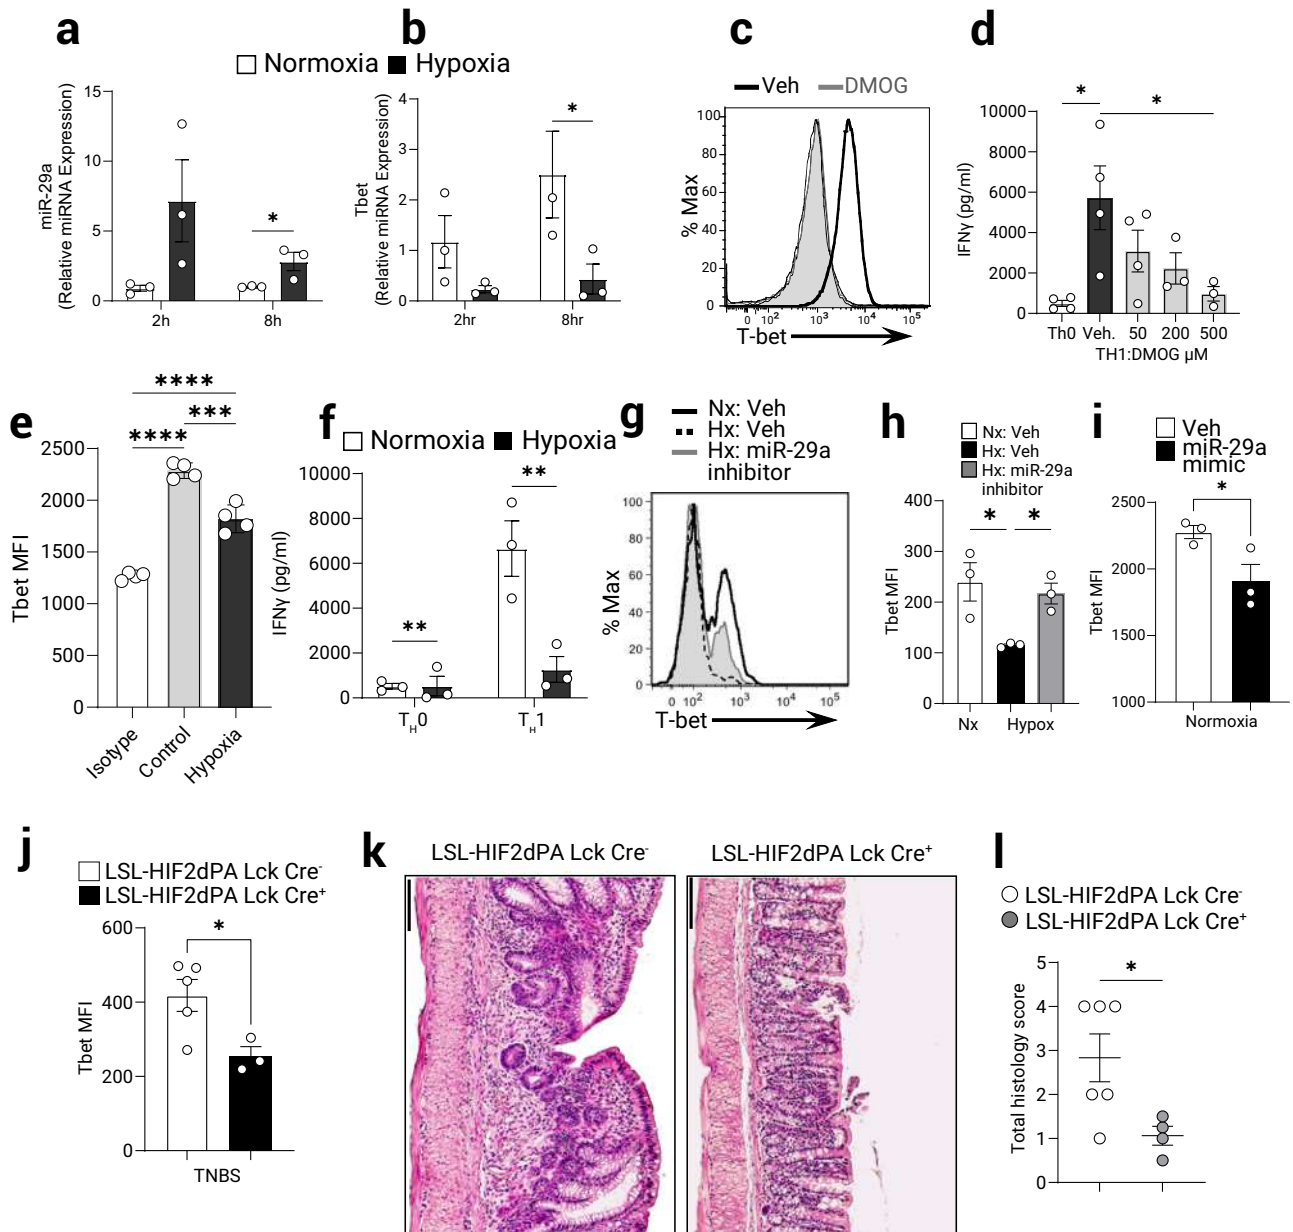 a
b
c
d
Normoxia Hypoxia
Veh DMOG
*
*
15
10
5
0
miR-29a
(Relative miRNA Expression)
*
2h 8h
4
3
2
1
0
Tbet
(Relative miRNA Expression)
*
2hr 8hr
100
80
60
40
20
0
% Max
0 10² 10³ 10⁴ 10⁵
T-bet
10000
8000
6000
4000
2000
0
IFNγ (pg/ml)
Th0 Veh. 50 200 500
TH1:DMOG µM
e
****
***
****
2500
2000
1500
1000
500
0
Tbet MFI
Isotype
Control
Hypoxia
f
Normoxia Hypoxia
10000
8000
6000
4000
2000
0
IFNγ (pg/ml)
**
**
TH0 TH1
g
Nx: Veh
Hx: Veh
Hx: miR-29a
inhibitor
100
80
60
40
20
0
% Max
0 10² 10³ 10⁴ 10⁵
T-bet
h
Nx: Veh
Hx: Veh
Hx: miR-29a
inhibitor
400
300
200
100
0
Tbet MFI
* *
Nx Hypox
i
Veh
miR-29a
mimic
2500
2000
1500
1000
Tbet MFI
*
Normoxia
j
LSL-HIF2dPA Lck Cre⁻
LSL-HIF2dPA Lck Cre⁺
600
400
200
0
Tbet MFI
*
TNBS
k
LSL-HIF2dPA Lck Cre⁻ LSL-HIF2dPA Lck Cre⁺
l
LSL-HIF2dPA Lck Cre⁻
LSL-HIF2dPA Lck Cre⁺
5
4
3
2
1
0
Total histology score
*